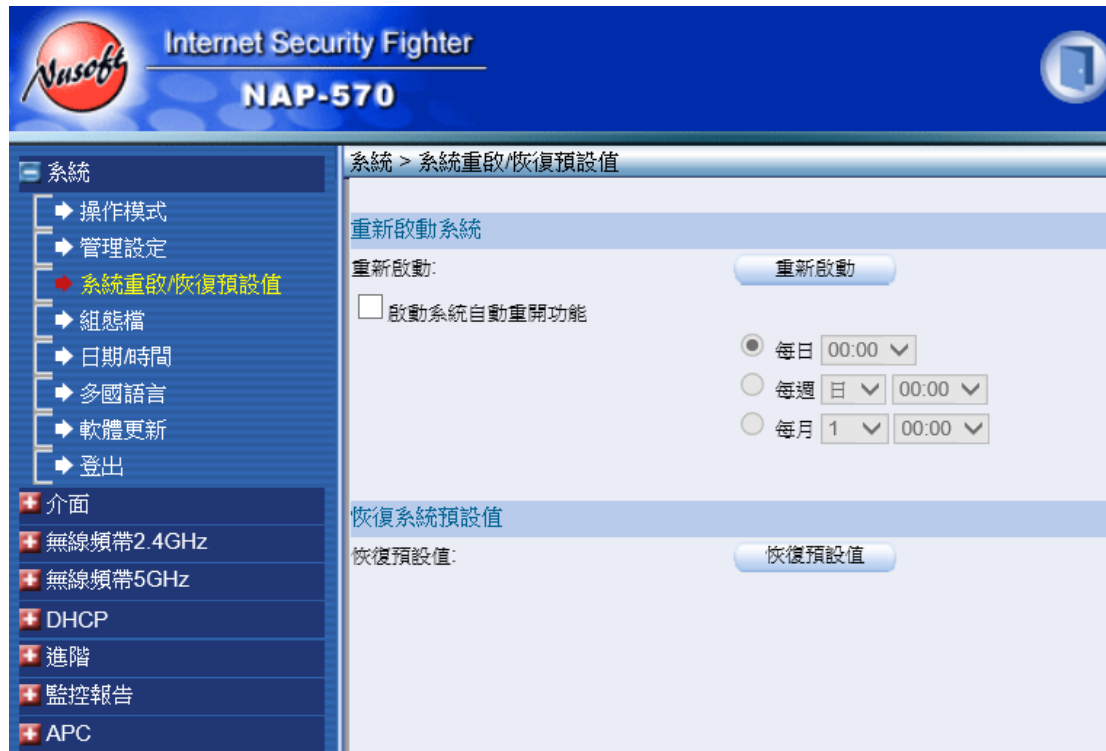 Nusoft
Internet Security Fighter
NAP-570
系統
操作模式
管理設定
系統重啟/恢復預設值
組態檔
日期/時間
多國語言
軟體更新
登出
介面
無線頻帶2.4GHz
無線頻帶5GHz
DHCP
進階
監控報告
APC
系統 > 系統重啟/恢復預設值
重新啟動系統
重新啟動: 重新啟動
啟動系統自動重開功能
每日 00:00
每週 日 00:00
每月 1 00:00
恢復系統預設值
恢復預設值: 恢復預設值